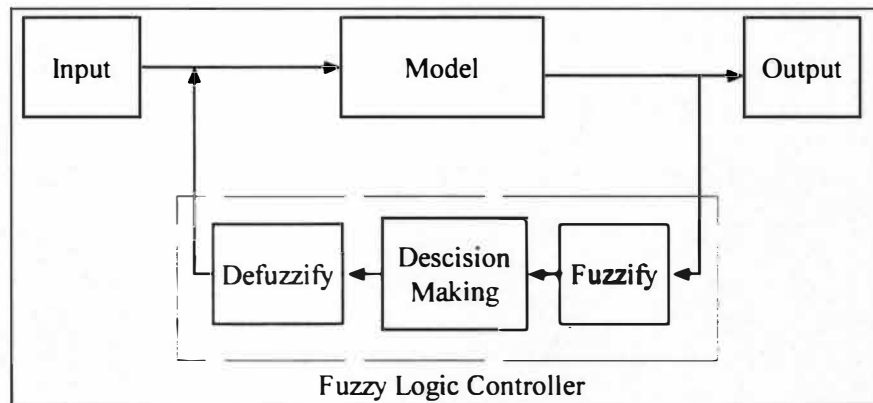 Input
Model
Output
Defuzzify
Descision
Making
Fuzzify
Fuzzy Logic Controller